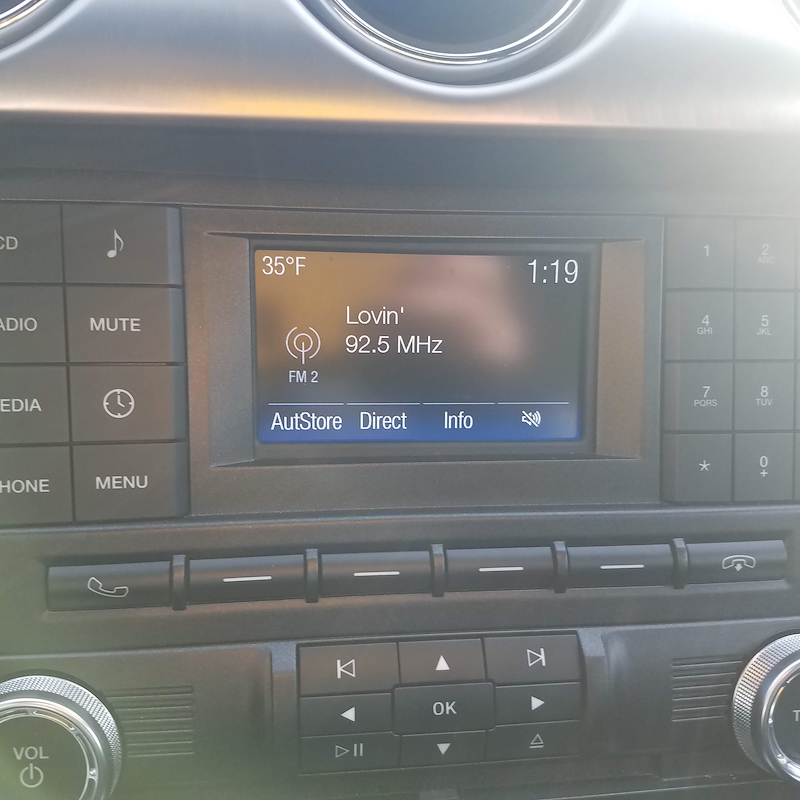 35°F
1:19
Lovin'
92.5 MHz
FM 2
AutStore Direct Info
CD
ADIO
MUTE
EDIA
HONE
MENU
1
2
ABC
4
GHI
5
JKL
7
PQRS
8
TUV
*
0
+
OK
VOL
T